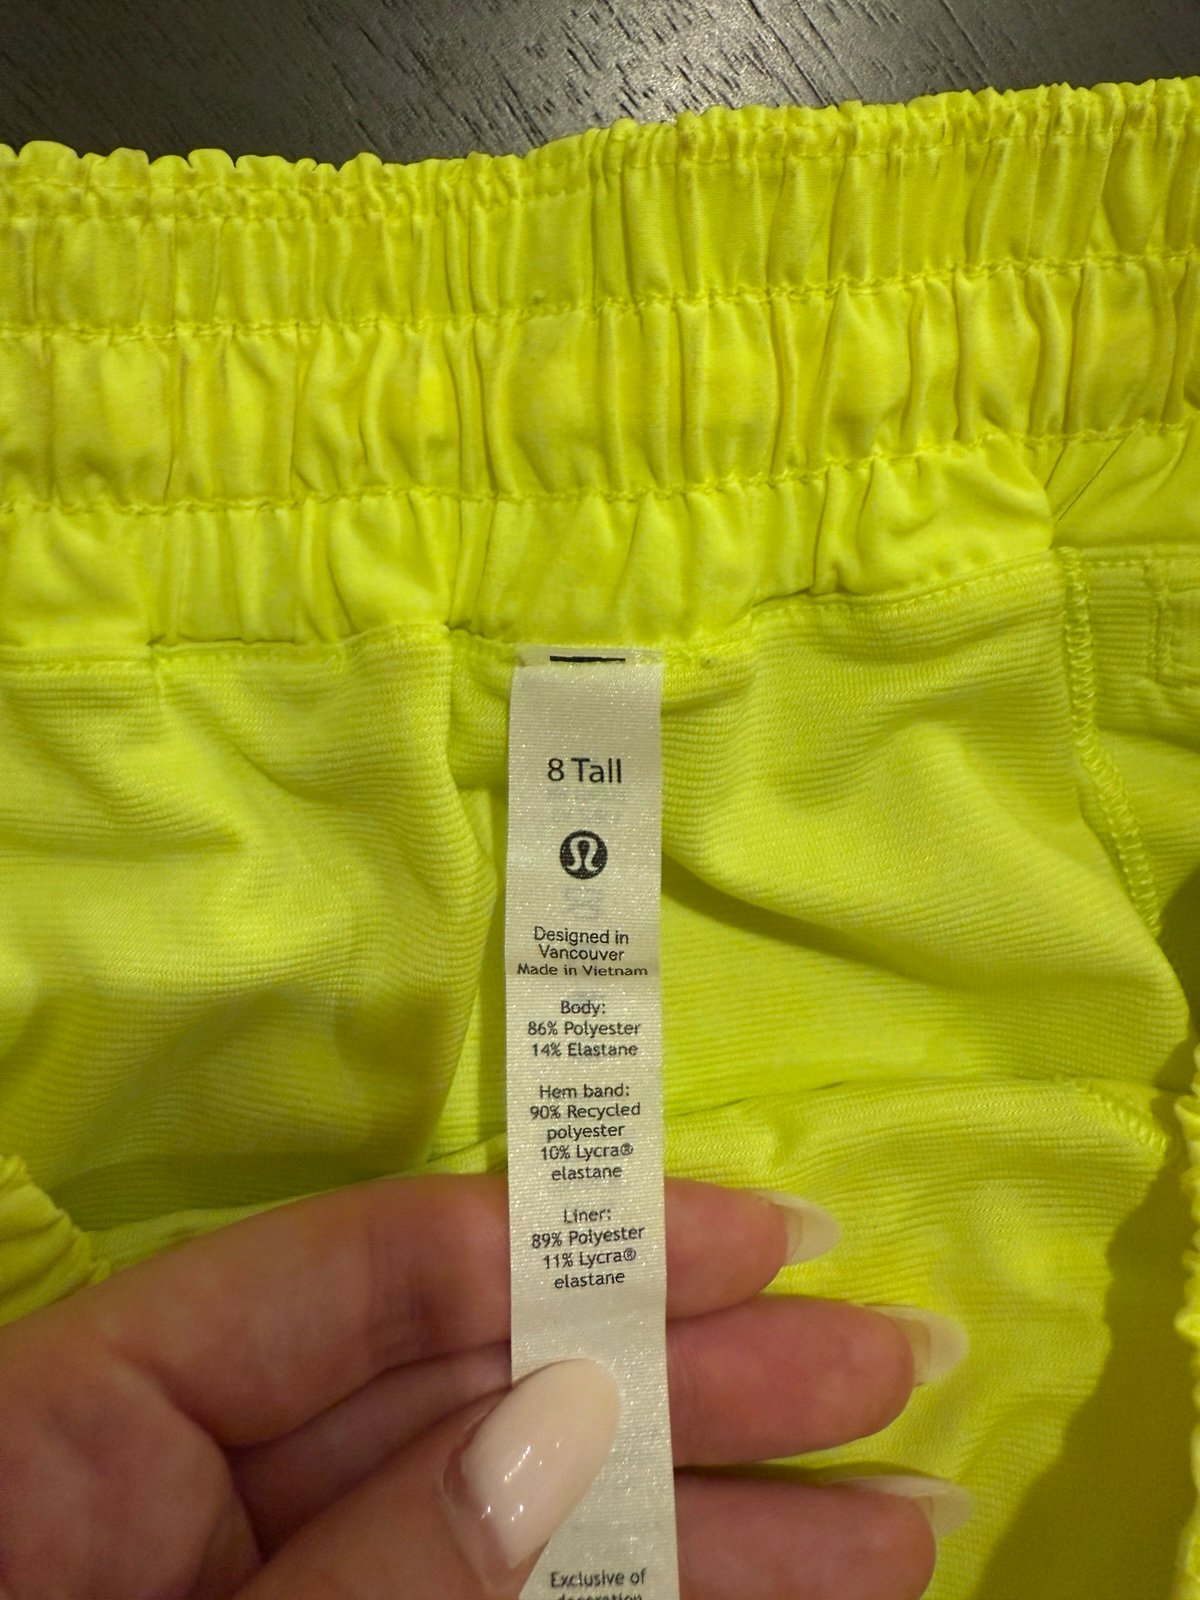 8 Tall
Designed in
Vancouver
Made in Vietnam
Body:
86% Polyester
14% Elastane
Hem band:
90% Recycled
polyester
10% Lycra®
elastane
Liner:
89% Polyester
11% Lycra®
elastane
Exclusive of
decoration